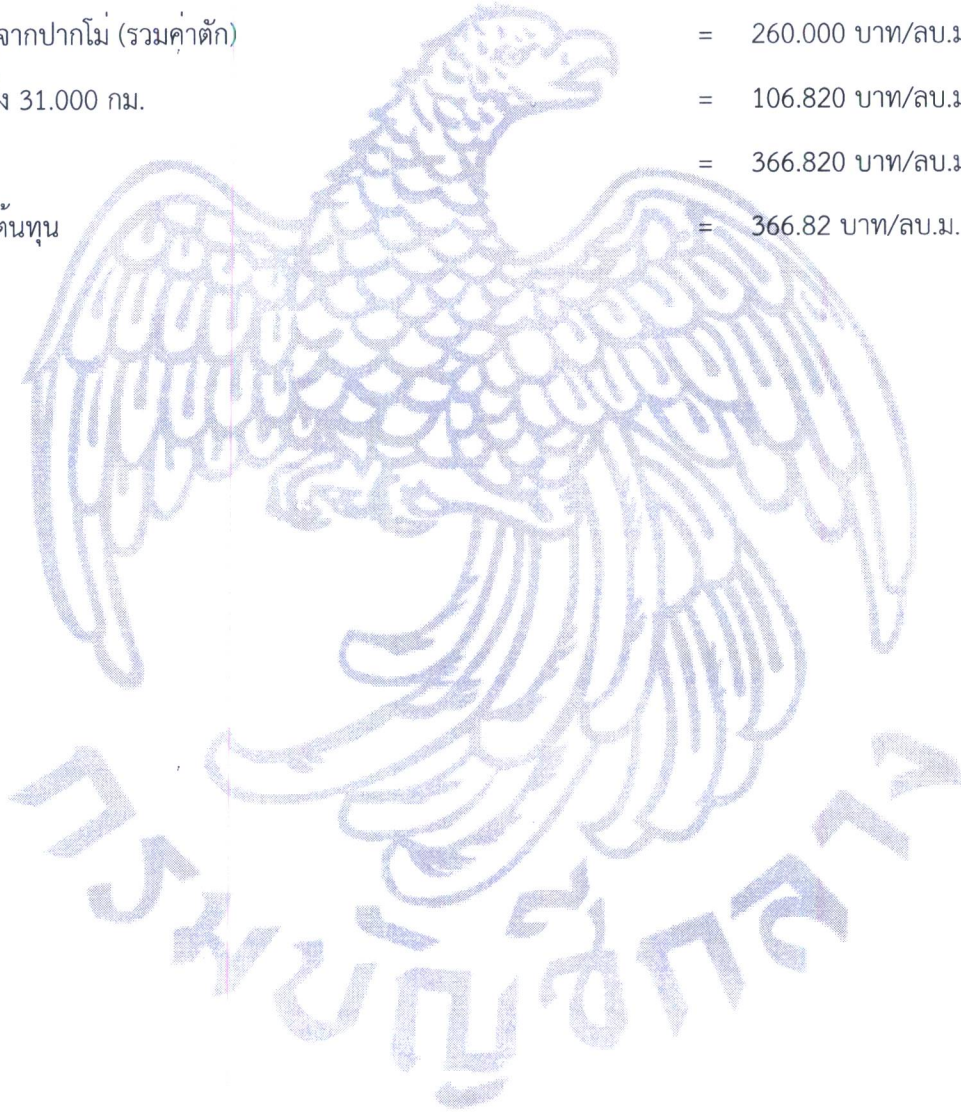 จากปากโม่ (รวมค่าตัก) = 260.000 บาท/ลบ.ม
31.000 กม. = 106.820 บาท/ลบ.ม
= 366.820 บาท/ลบ.ม
ต้นทุน = 366.82 บาท/ลบ.ม.
กรมบัญชีกลาง